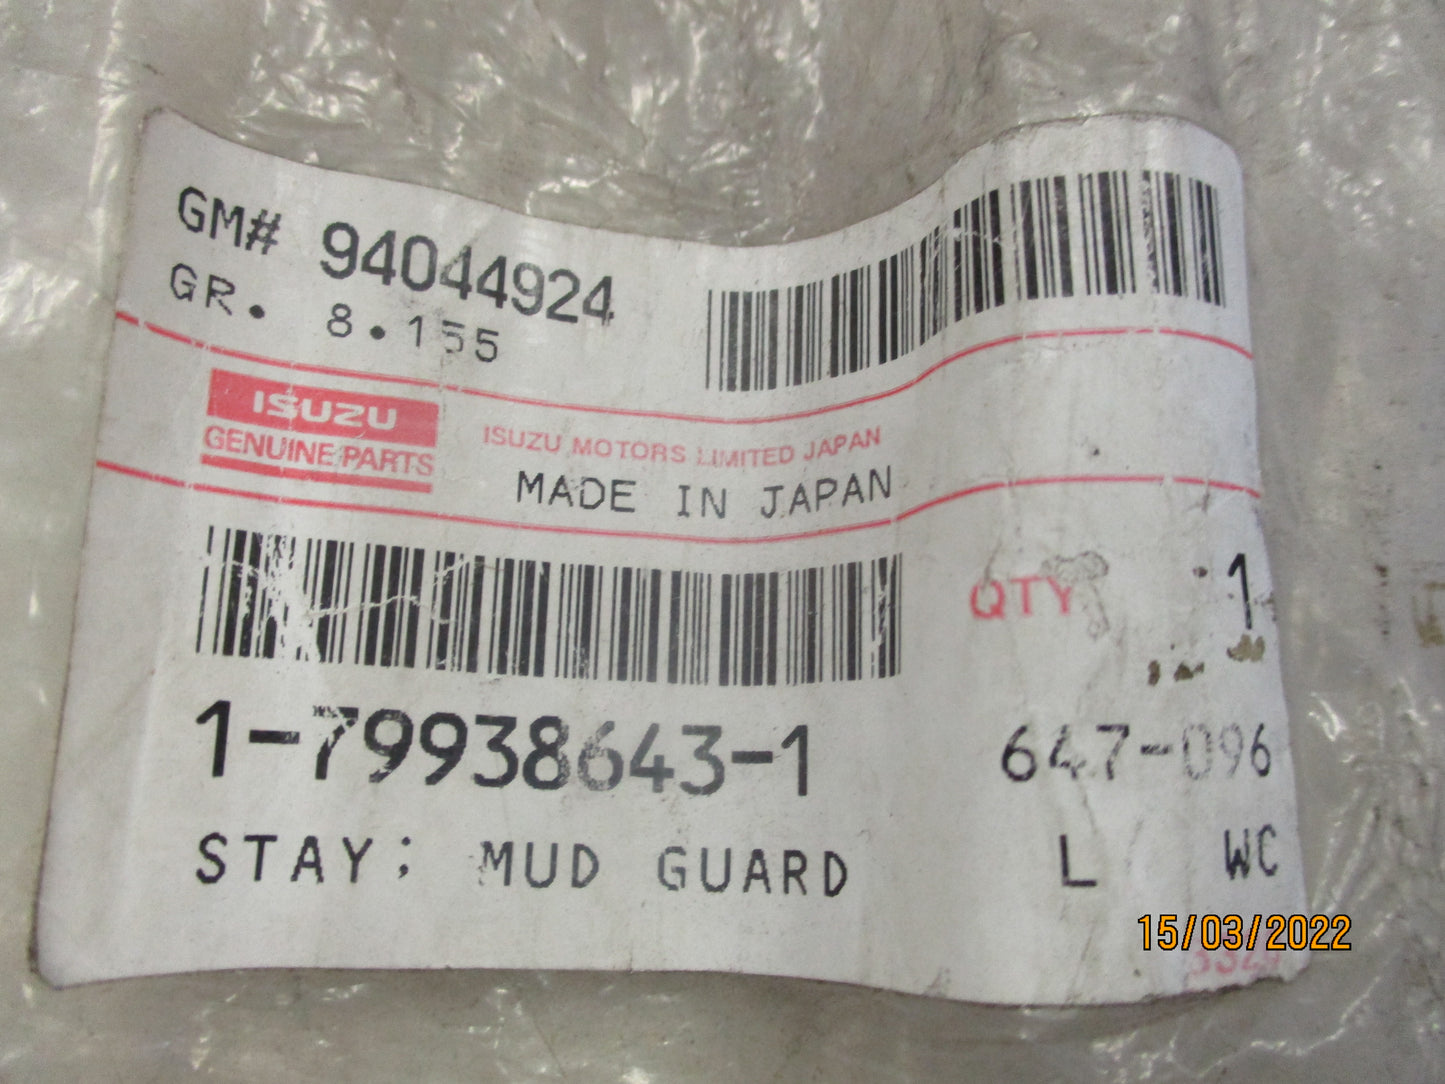 GM# 94044924
GR. 8.155
ISUZU
GENUINE PARTS
ISUZU MOTORS LIMITED JAPAN
MADE IN JAPAN
QTY 1
1-79938643-1 647-096
STAY; MUD GUARD L WC
15/03/2022